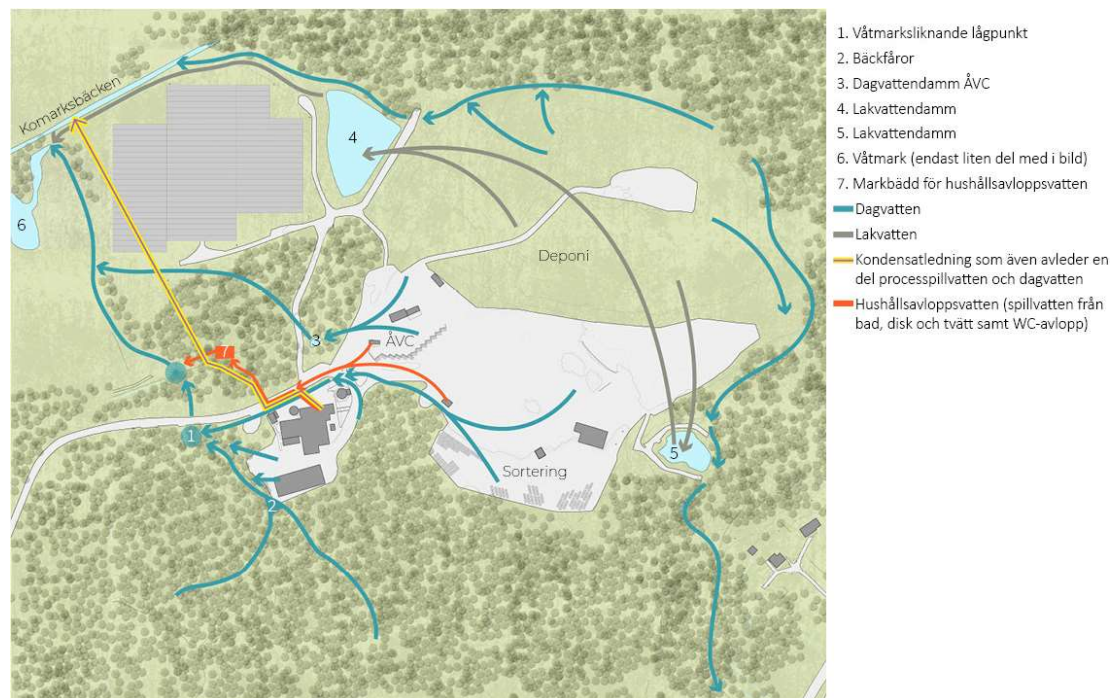 Komarksbäcken
4
6
Deponi
3
ÅVC
7
1
5
Sortering
2
1. Våtmarksliknande lågpunkt
2. Bäckfåror
3. Dagvattendamm ÅVC
4. Lakvattendamm
5. Lakvattendamm
6. Våtmark (endast liten del med i bild)
7. Markbädd för hushållsavloppsvatten
Dagvatten
Lakvatten
Kondensatledning som även avleder en
del processpillvatten och dagvatten
Hushållsavloppsvatten (spillvatten från
bad, disk och tvätt samt WC-avlopp)